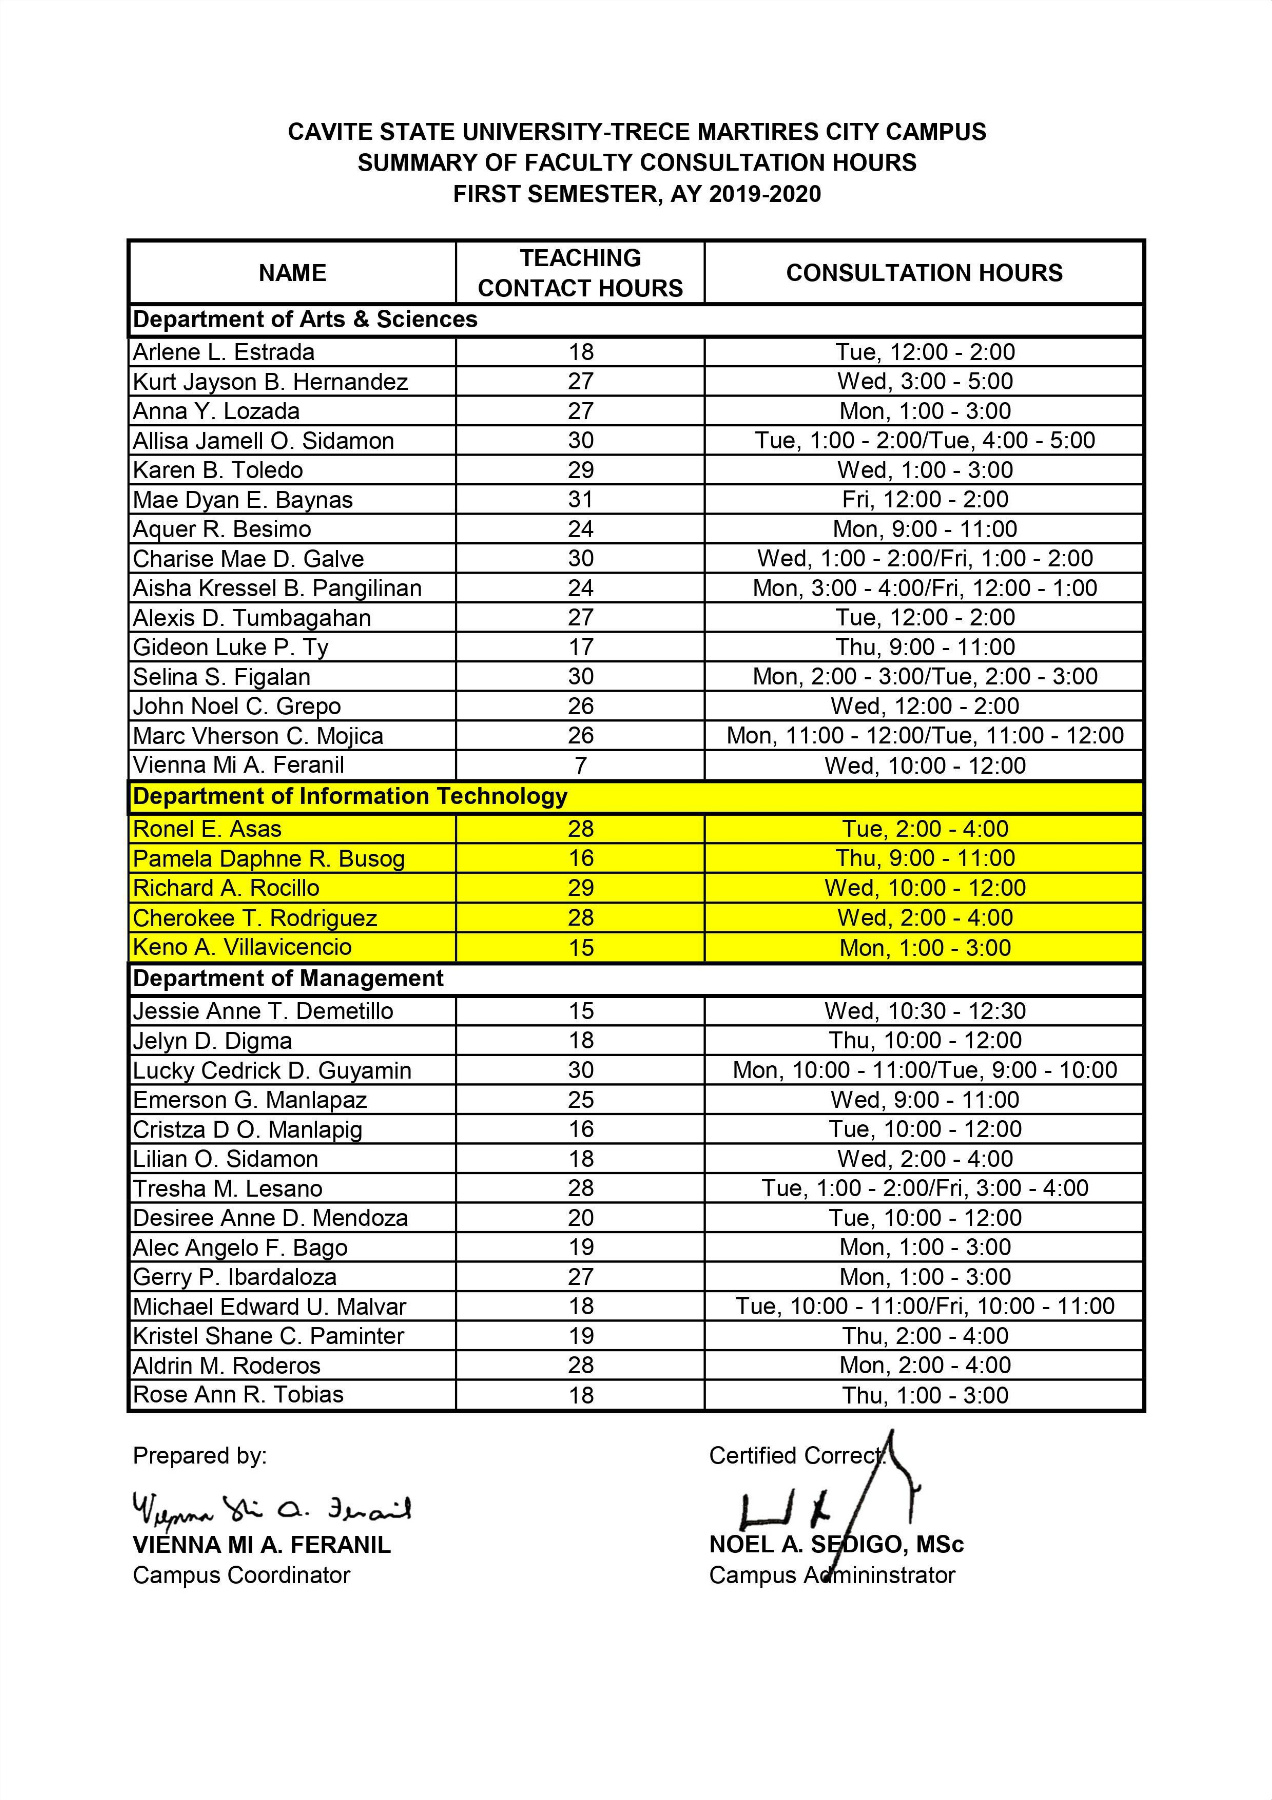 CAVITE STATE UNIVERSITY-TRECE MARTIRES CITY CAMPUS
SUMMARY OF FACULTY CONSULTATION HOURS
FIRST SEMESTER, AY 2019-2020
NAME TEACHING CONTACT HOURS CONSULTATION HOURS
Department of Arts & Sciences
Arlene L. Estrada 18 Tue, 12:00 - 2:00
Kurt Jayson B. Hernandez 27 Wed, 3:00 - 5:00
Anna Y. Lozada 27 Mon, 1:00 - 3:00
Allisa Jamell O. Sidamon 30 Tue, 1:00 - 2:00/Tue, 4:00 - 5:00
Karen B. Toledo 29 Wed, 1:00 - 3:00
Mae Dyan E. Baynas 31 Fri, 12:00 - 2:00
Aquer R. Besimo 24 Mon, 9:00 - 11:00
Charise Mae D. Galve 30 Wed, 1:00 - 2:00/Fri, 1:00 - 2:00
Aisha Kressel B. Pangilinan 24 Mon, 3:00 - 4:00/Fri, 12:00 - 1:00
Alexis D. Tumbagahan 27 Tue, 12:00 - 2:00
Gideon Luke P. Ty 17 Thu, 9:00 - 11:00
Selina S. Figalan 30 Mon, 2:00 - 3:00/Tue, 2:00 - 3:00
John Noel C. Grepo 26 Wed, 12:00 - 2:00
Marc Vherson C. Mojica 26 Mon, 11:00 - 12:00/Tue, 11:00 - 12:00
Vienna Mi A. Feranil 7 Wed, 10:00 - 12:00
Department of Information Technology
Ronel E. Asas 28 Tue, 2:00 - 4:00
Pamela Daphne R. Busog 16 Thu, 9:00 - 11:00
Richard A. Rocillo 29 Wed, 10:00 - 12:00
Cherokee T. Rodriguez 28 Wed, 2:00 - 4:00
Keno A. Villavicencio 15 Mon, 1:00 - 3:00
Department of Management
Jessie Anne T. Demetillo 15 Wed, 10:30 - 12:30
Jelyn D. Digma 18 Thu, 10:00 - 12:00
Lucky Cedrick D. Guyamin 30 Mon, 10:00 - 11:00/Tue, 9:00 - 10:00
Emerson G. Manlapaz 25 Wed, 9:00 - 11:00
Cristza D O. Manlapig 16 Tue, 10:00 - 12:00
Lilian O. Sidamon 18 Wed, 2:00 - 4:00
Tresha M. Lesano 28 Tue, 1:00 - 2:00/Fri, 3:00 - 4:00
Desiree Anne D. Mendoza 20 Tue, 10:00 - 12:00
Alec Angelo F. Bago 19 Mon, 1:00 - 3:00
Gerry P. Ibardaloza 27 Mon, 1:00 - 3:00
Michael Edward U. Malvar 18 Tue, 10:00 - 11:00/Fri, 10:00 - 11:00
Kristel Shane C. Paminter 19 Thu, 2:00 - 4:00
Aldrin M. Roderos 28 Mon, 2:00 - 4:00
Rose Ann R. Tobias 18 Thu, 1:00 - 3:00
Prepared by: Certified Correct:
Vienna Mi A. Feranil
VIENNA MI A. FERANIL NOEL A. SEDIGO, MSc
Campus Coordinator Campus Admininstrator